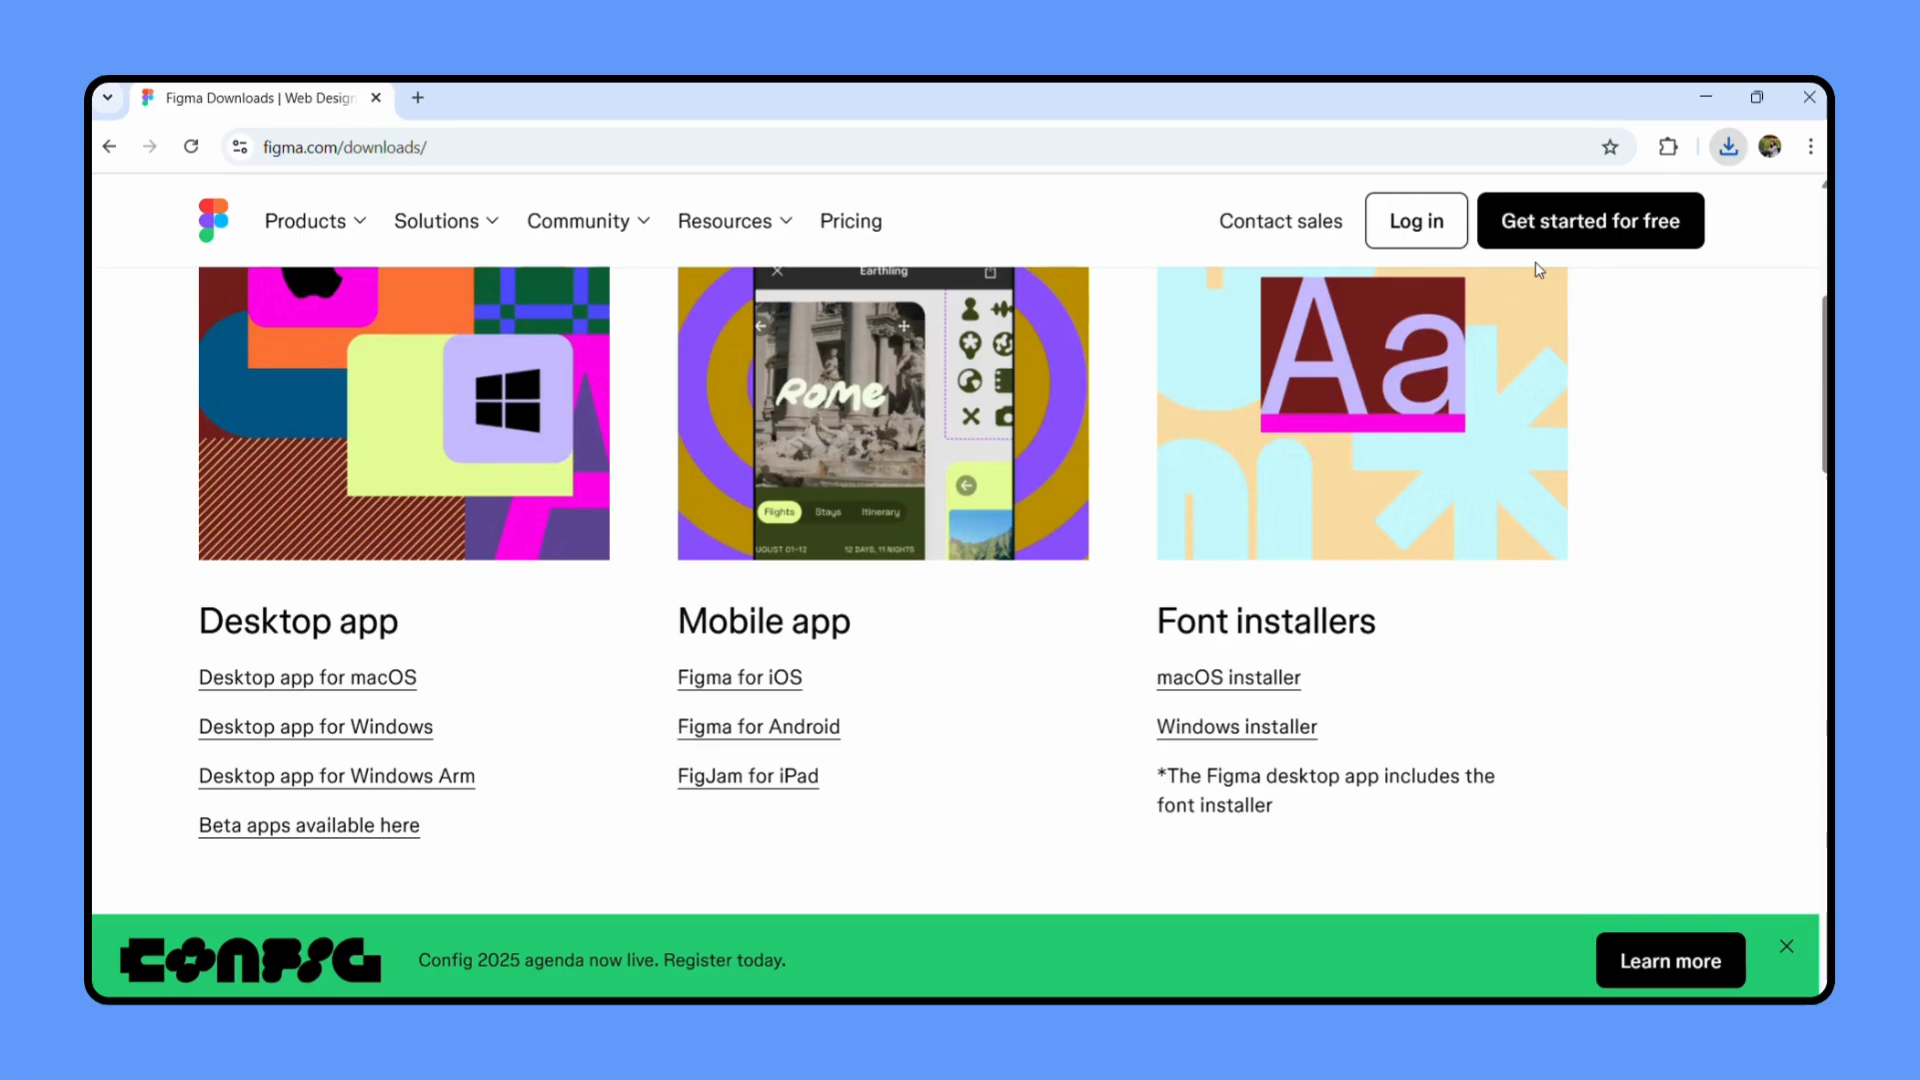 Figma Downloads | Web Design
figma.com/downloads/
Products
Solutions
Community
Resources
Pricing
Contact sales
Log in
Get started for free
Earthling
Rome
Flights
Stays
Itinerary
UGUST 01-12
12 DAYS, 11 NIGHTS
Aa
Desktop app
Desktop app for macOS
Desktop app for Windows
Desktop app for Windows Arm
Beta apps available here
Mobile app
Figma for iOS
Figma for Android
FigJam for iPad
Font installers
macOS installer
Windows installer
*The Figma desktop app includes the
font installer
CONFIG
Config 2025 agenda now live. Register today.
Learn more